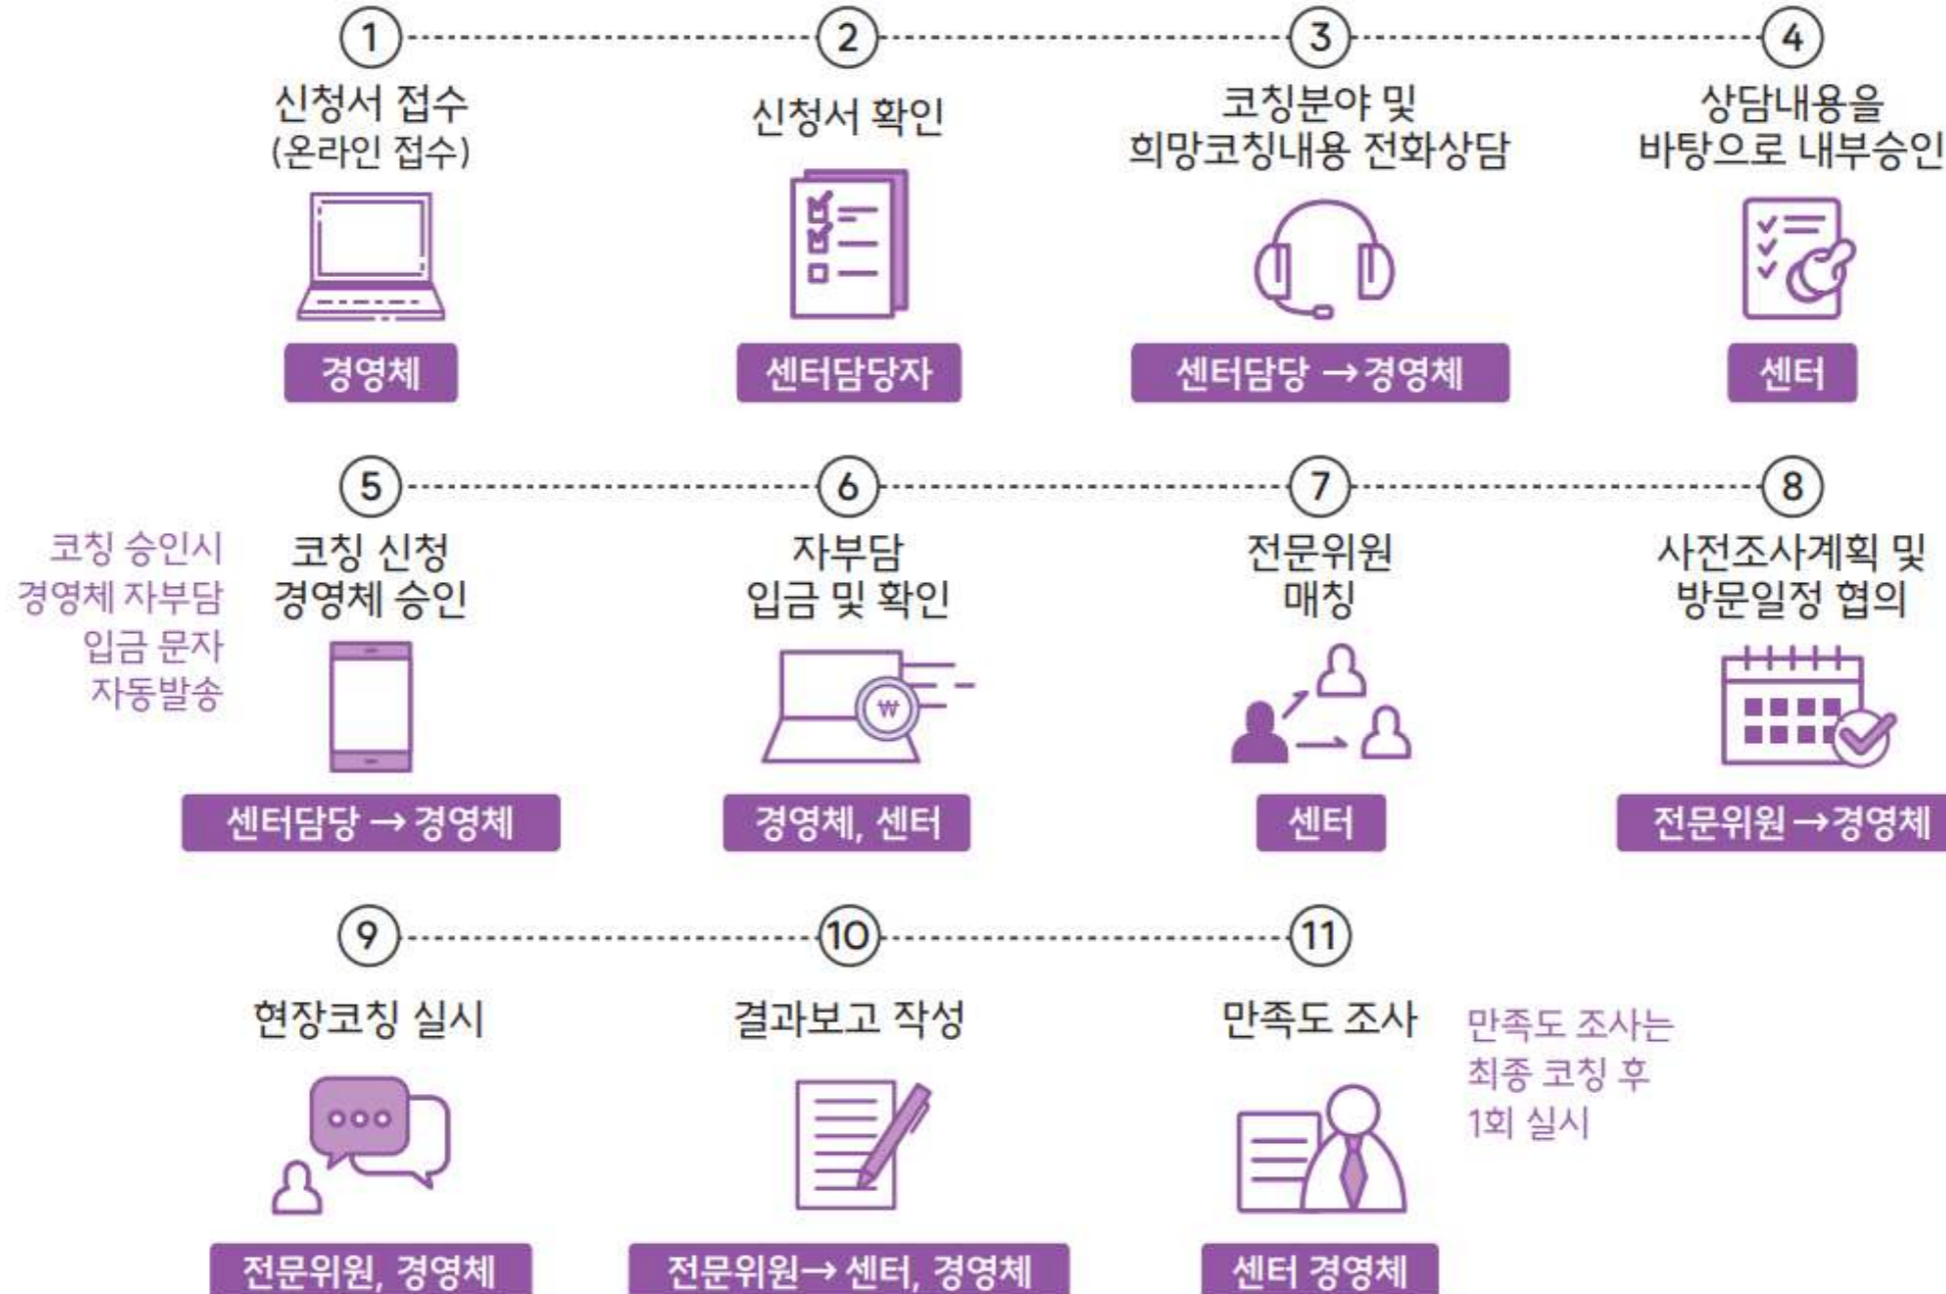 1
2
3
4
신청서 접수
(온라인 접수)
신청서 확인
코칭분야 및
희망코칭내용 전화상담
상담내용을
바탕으로 내부승인
경영체
센터담당자
센터담당 → 경영체
센터
5
6
7
8
코칭 승인시
경영체 자부담
입금 문자
자동발송
코칭 신청
경영체 승인
자부담
입금 및 확인
전문위원
매칭
사전조사계획 및
방문일정 협의
₩
센터담당 → 경영체
경영체, 센터
센터
전문위원 → 경영체
9
10
11
현장코칭 실시
결과보고 작성
만족도 조사
만족도 조사는
최종 코칭 후
1회 실시
전문위원, 경영체
전문위원→ 센터, 경영체
센터 경영체